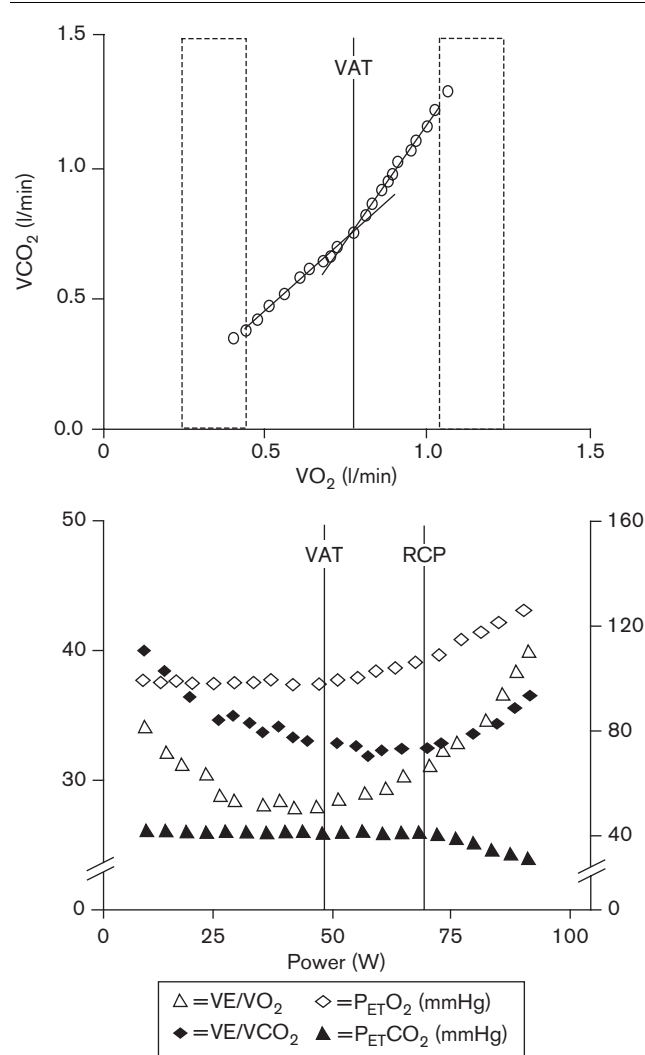 1.5
VAT
1.0
VCO₂ (l/min)
0.5
0.0
0 0.5 1.0 1.5
VO₂ (l/min)
50 160
VAT RCP
120
40
80
30
40
0 0
0 25 50 75 100
Power (W)
△ =VE/VO₂ ◇ =P_ETO₂ (mmHg)
◆ =VE/VCO₂ ▲ =P_ETCO₂ (mmHg)